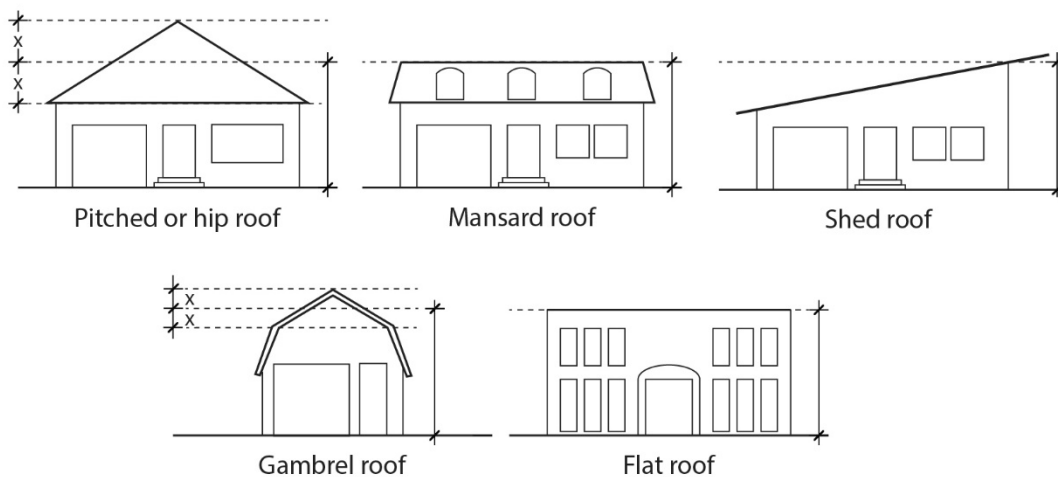 x
x
Pitched or hip roof
Mansard roof
Shed roof
x
x
Gambrel roof
Flat roof